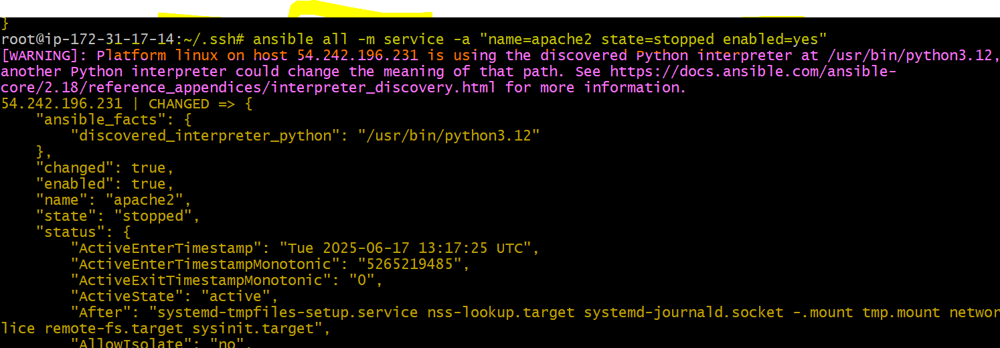 }
root@ip-172-31-17-14:~/.ssh# ansible all -m service -a "name=apache2 state=stopped enabled=yes"
[WARNING]: Platform linux on host 54.242.196.231 is using the discovered Python interpreter at /usr/bin/python3.12,
another Python interpreter could change the meaning of that path. See https://docs.ansible.com/ansible-
core/2.18/reference_appendices/interpreter_discovery.html for more information.
54.242.196.231 | CHANGED => {
    "ansible_facts": {
        "discovered_interpreter_python": "/usr/bin/python3.12"
    },
    "changed": true,
    "enabled": true,
    "name": "apache2",
    "state": "stopped",
    "status": {
        "ActiveEnterTimestamp": "Tue 2025-06-17 13:17:25 UTC",
        "ActiveEnterTimestampMonotonic": "5265219485",
        "ActiveExitTimestampMonotonic": "0",
        "ActiveState": "active",
        "After": "systemd-tmpfiles-setup.service nss-lookup.target systemd-journald.socket -.mount tmp.mount networ
lice remote-fs.target sysinit.target",
        "AllowIsolate": "no",